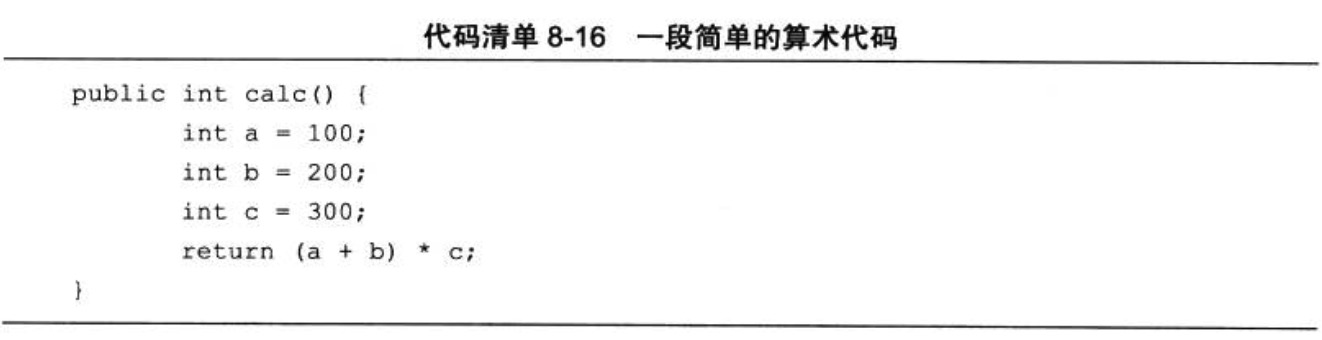 代码清单 8-16 一段简单的算术代码
public int calc() {
int a = 100;
int b = 200;
int c = 300;
return (a + b) * c;
}